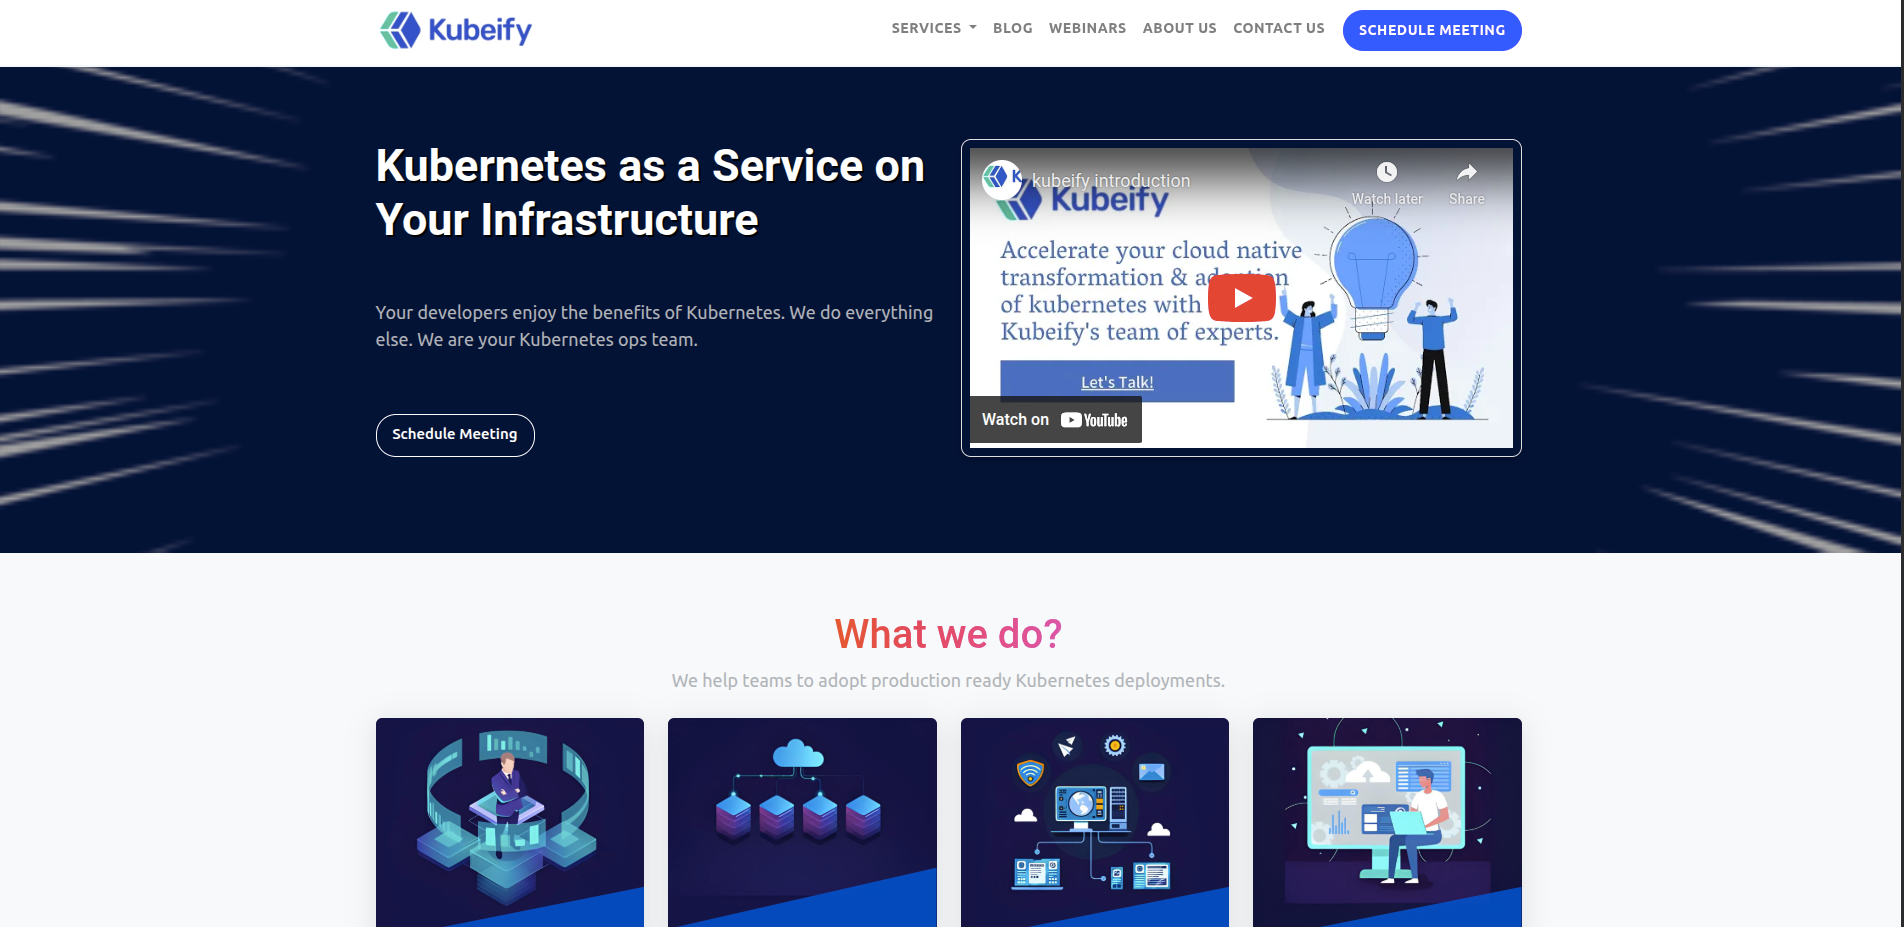 Kubeify
SERVICES
BLOG
WEBINARS
ABOUT US
CONTACT US
SCHEDULE MEETING
Kubernetes as a Service on
Your Infrastructure
Your developers enjoy the benefits of Kubernetes. We do everything
else. We are your Kubernetes ops team.
Schedule Meeting
K
kubeify introduction
Watch later
Share
Kubeify
Accelerate your cloud native
transformation & adoption
of kubernetes with
Kubeify's team of experts.
Let's Talk!
Watch on YouTube
What we do?
We help teams to adopt production ready Kubernetes deployments.